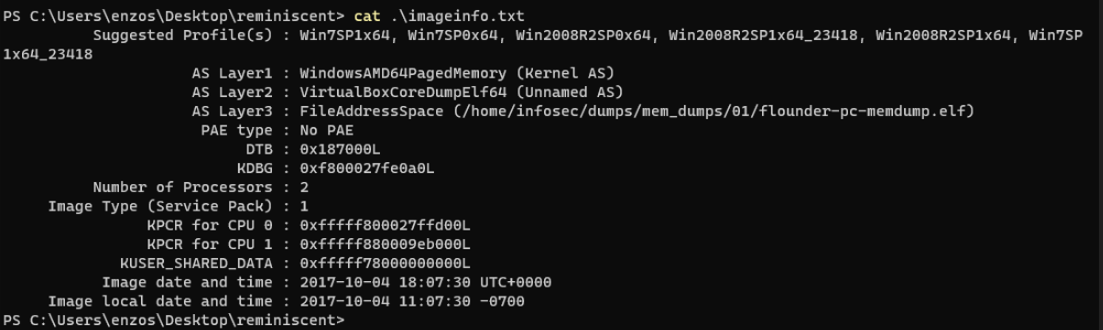 PS C:\Users\enzos\Desktop\reminiscent> cat .\imageinfo.txt
Suggested Profile(s) : Win7SP1x64, Win7SP0x64, Win2008R2SP0x64, Win2008R2SP1x64_23418, Win2008R2SP1x64, Win7SP
1x64_23418
AS Layer1 : WindowsAMD64PagedMemory (Kernel AS)
AS Layer2 : VirtualBoxCoreDumpElf64 (Unnamed AS)
AS Layer3 : FileAddressSpace (/home/infosec/dumps/mem_dumps/01/flounder-pc-memdump.elf)
PAE type : No PAE
DTB : 0x187000L
KDBG : 0xf800027fe0a0L
Number of Processors : 2
Image Type (Service Pack) : 1
KPCR for CPU 0 : 0xfffff800027ffd00L
KPCR for CPU 1 : 0xfffff880009eb000L
KUSER_SHARED_DATA : 0xfffff78000000000L
Image date and time : 2017-10-04 18:07:30 UTC+0000
Image local date and time : 2017-10-04 11:07:30 -0700
PS C:\Users\enzos\Desktop\reminiscent>